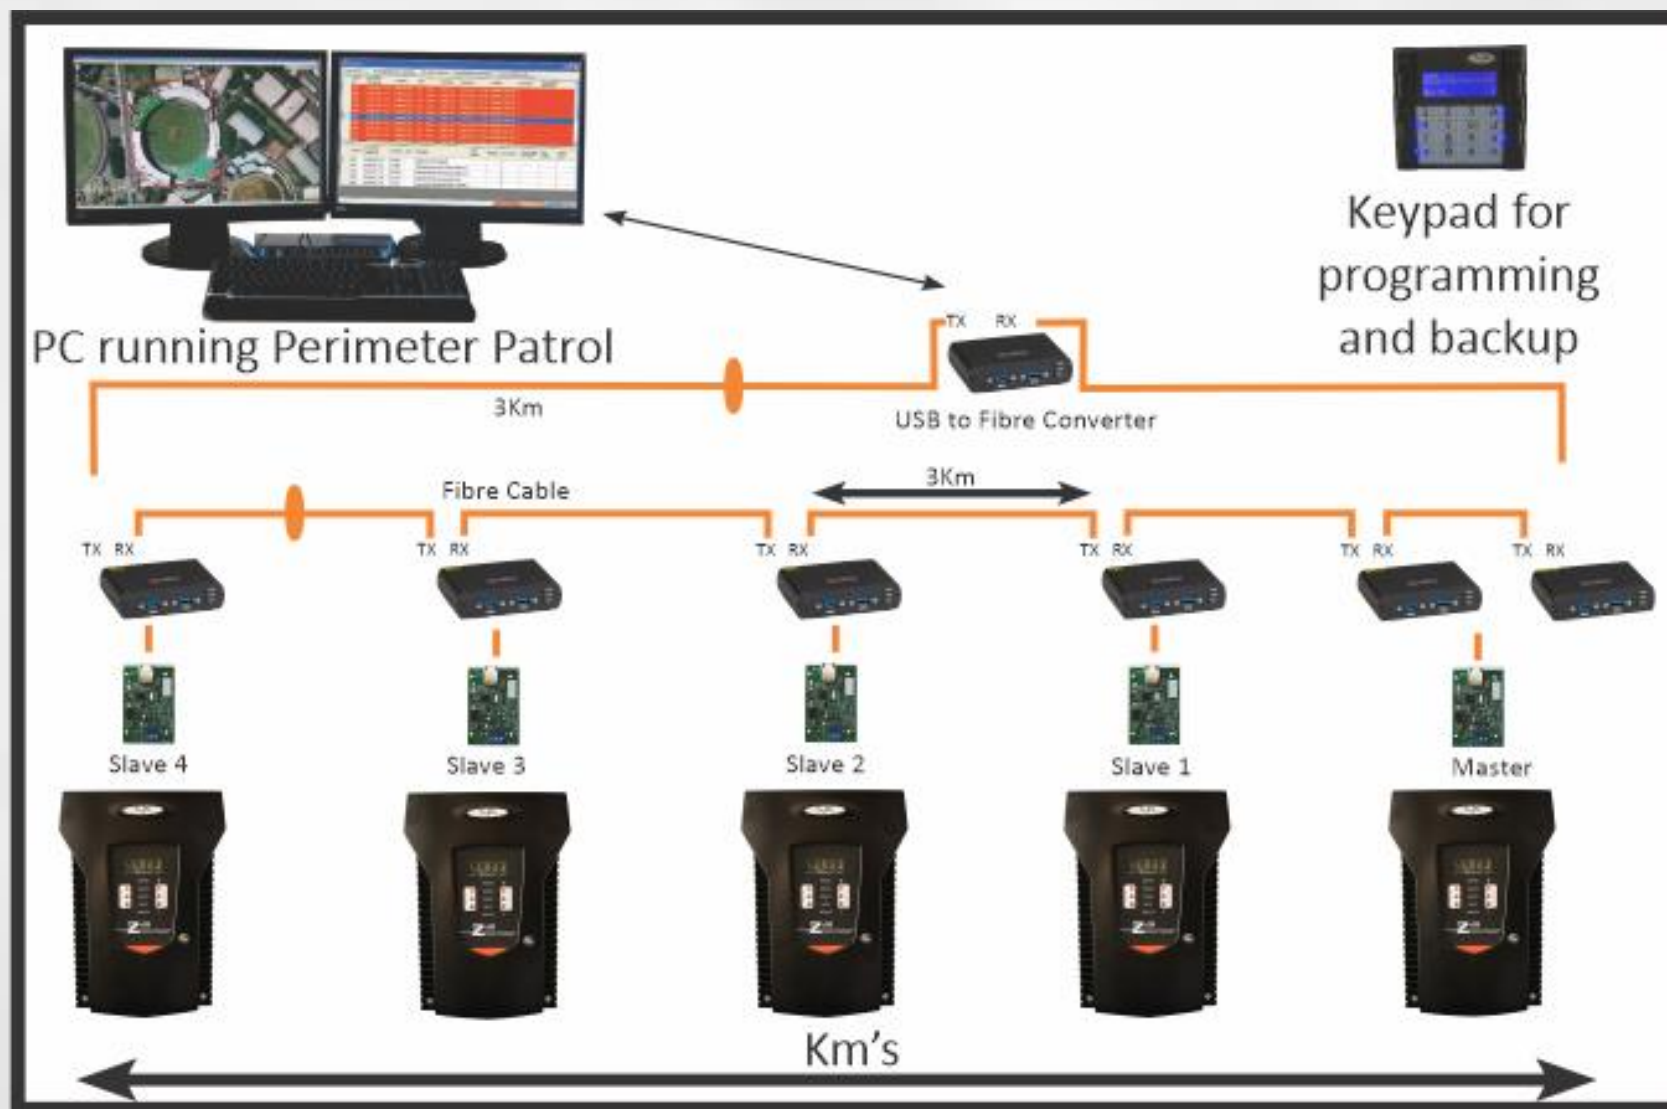 Keypad for
programming
and backup
PC running Perimeter Patrol
TX RX
3Km
USB to Fibre Converter
Fibre Cable
3Km
TX RX
TX RX
TX RX
TX RX
TX RX
TX RX
Slave 4
Slave 3
Slave 2
Slave 1
Master
Z
Z
Z
Z
Z
Km's